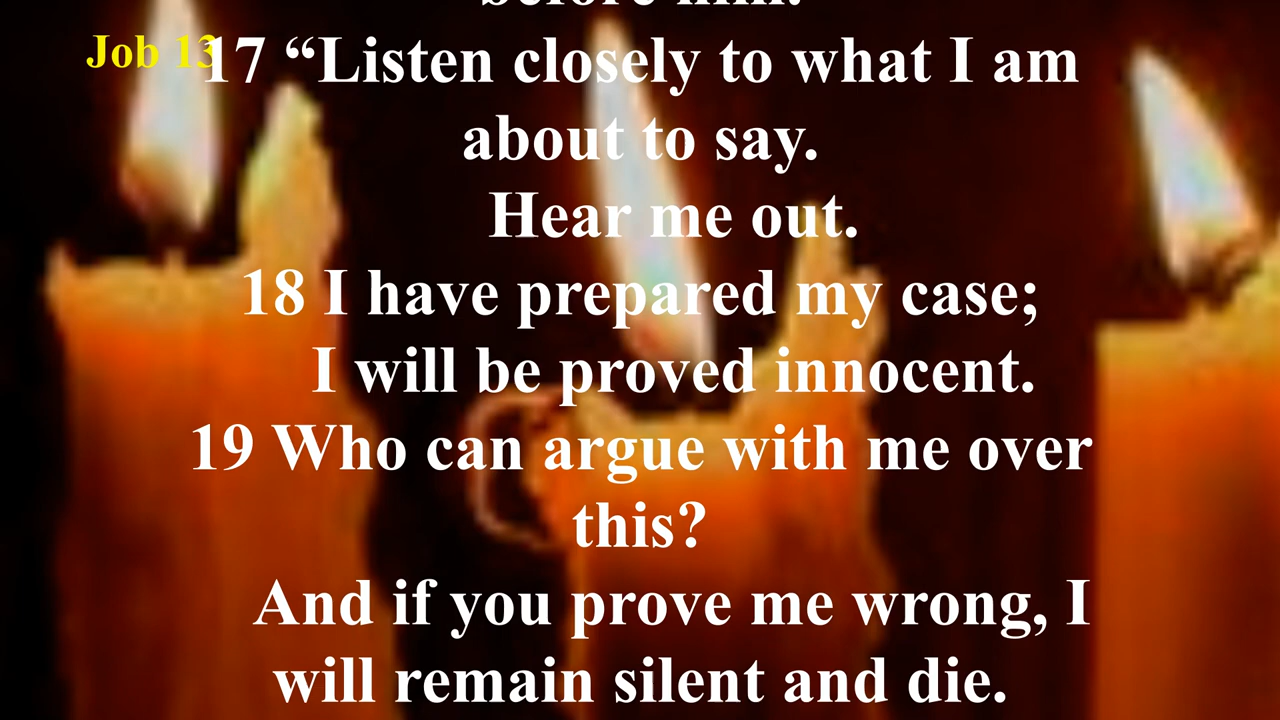 before him.
Job 13
17 “Listen closely to what I am
about to say.
Hear me out.
18 I have prepared my case;
I will be proved innocent.
19 Who can argue with me over
this?
And if you prove me wrong, I
will remain silent and die.